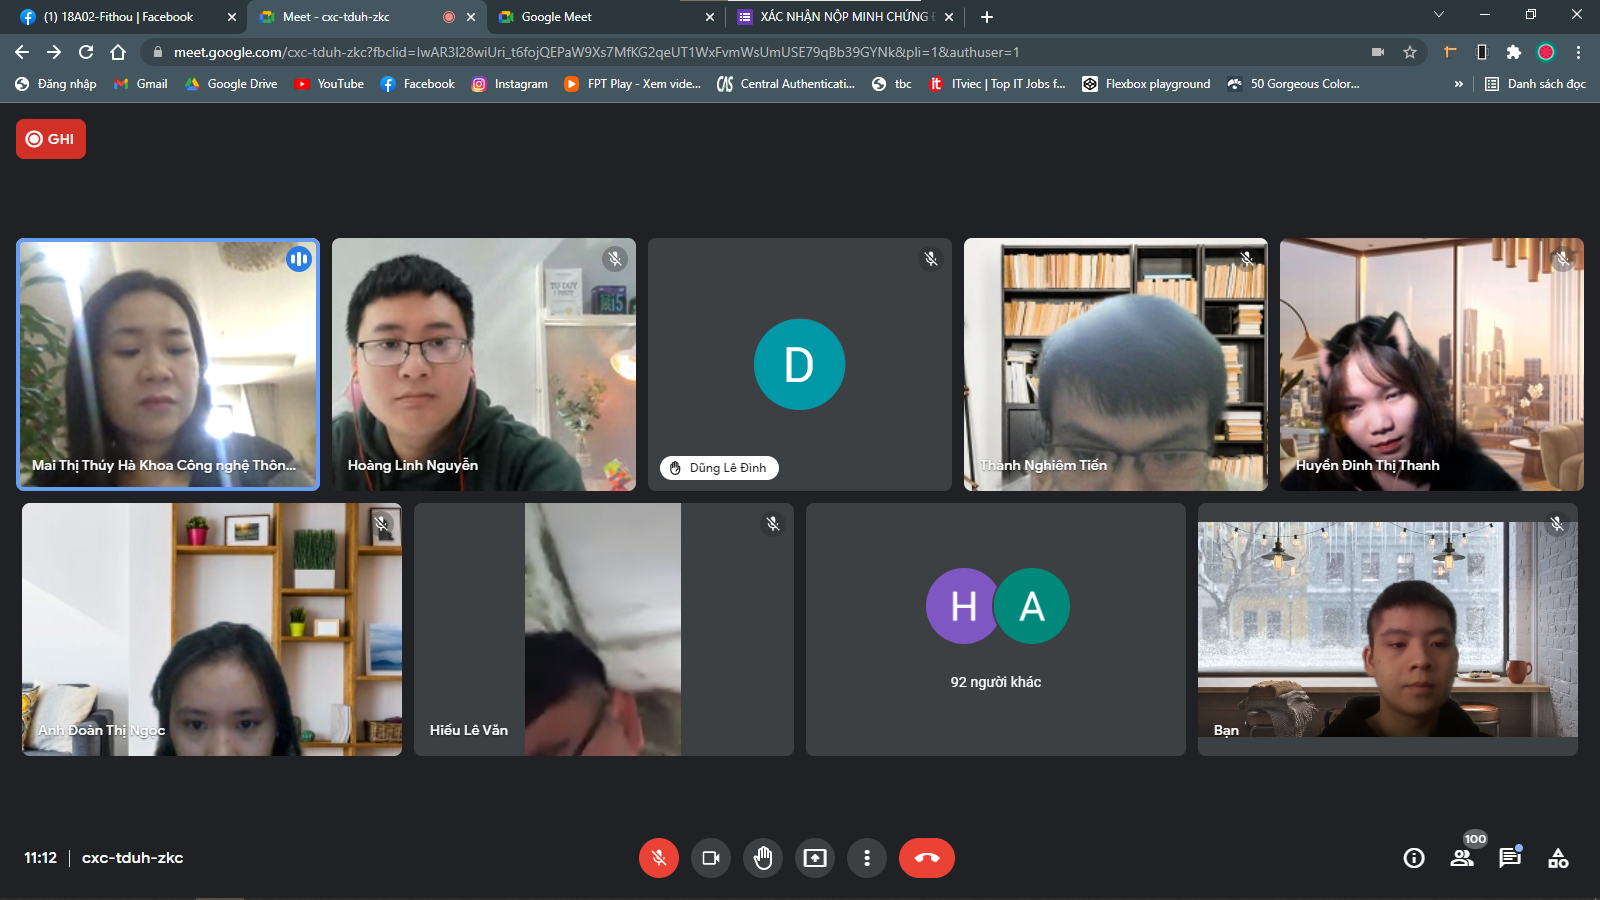 (1) 18A02-Fithou | Facebook
Meet - cxc-tduh-zkc
Google Meet
XÁC NHẬN NỘP MINH CHỨNG
meet.google.com/cxc-tduh-zkc?fbclid=IwAR3l28wiUri_t6fojQEPaW9Xs7MfKG2qeUT1WxFvmWsUmUSE79qBb39GYNk&pli=1&authuser=1
Đăng nhập
Gmail
Google Drive
YouTube
Facebook
Instagram
FPT Play - Xem vide...
Central Authenticati...
tbc
ITviec | Top IT Jobs f...
Flexbox playground
50 Gorgeous Color...
»
Danh sách đọc
GHI
TƯ DUY
Mai Thị Thúy Hà Khoa Công nghệ Thôn...
Hoàng Linh Nguyễn
D
Dũng Lê Đình
Thành Nghiêm Tiến
Huyền Đinh Thị Thanh
Anh Đoàn Thị Ngọc
Hiếu Lê Văn
H
A
92 người khác
Bạn
11:12 | cxc-tduh-zkc
100